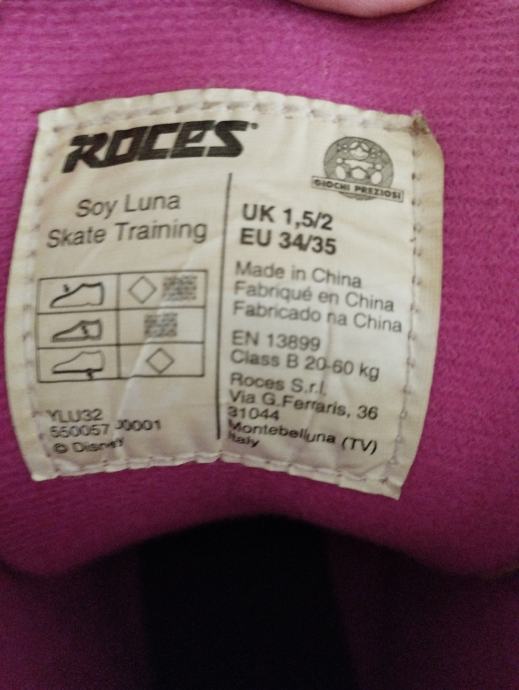 ROCES
GIOCHI PREZIOSI
Soy Luna
Skate Training
UK 1,5/2
EU 34/35
Made in China
Fabriqué en China
Fabricado na China
EN 13899
Class B 20-60 kg
Roces S.r.l.
Via G.Ferraris, 36
31044
Montebelluna (TV)
Italy
YLU32
550057 J0001
© Disney